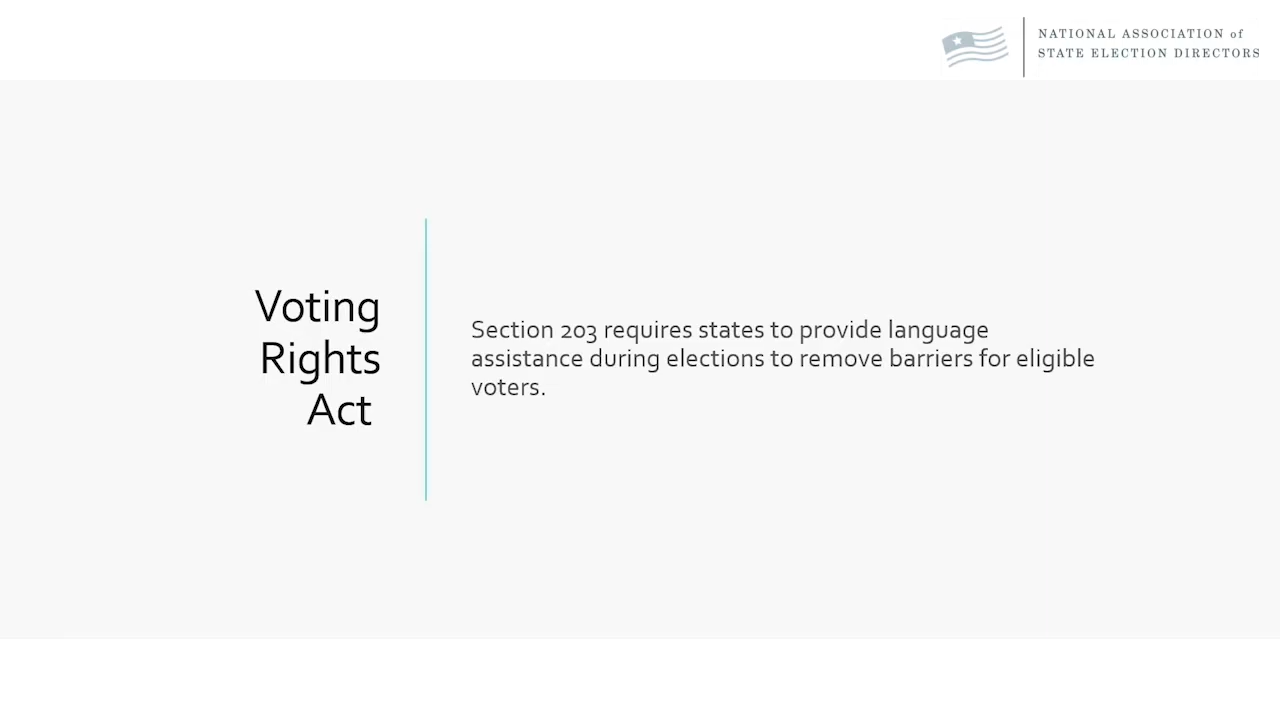 NATIONAL ASSOCIATION of
STATE ELECTION DIRECTORS
Voting
Rights
Act
Section 203 requires states to provide language
assistance during elections to remove barriers for eligible
voters.